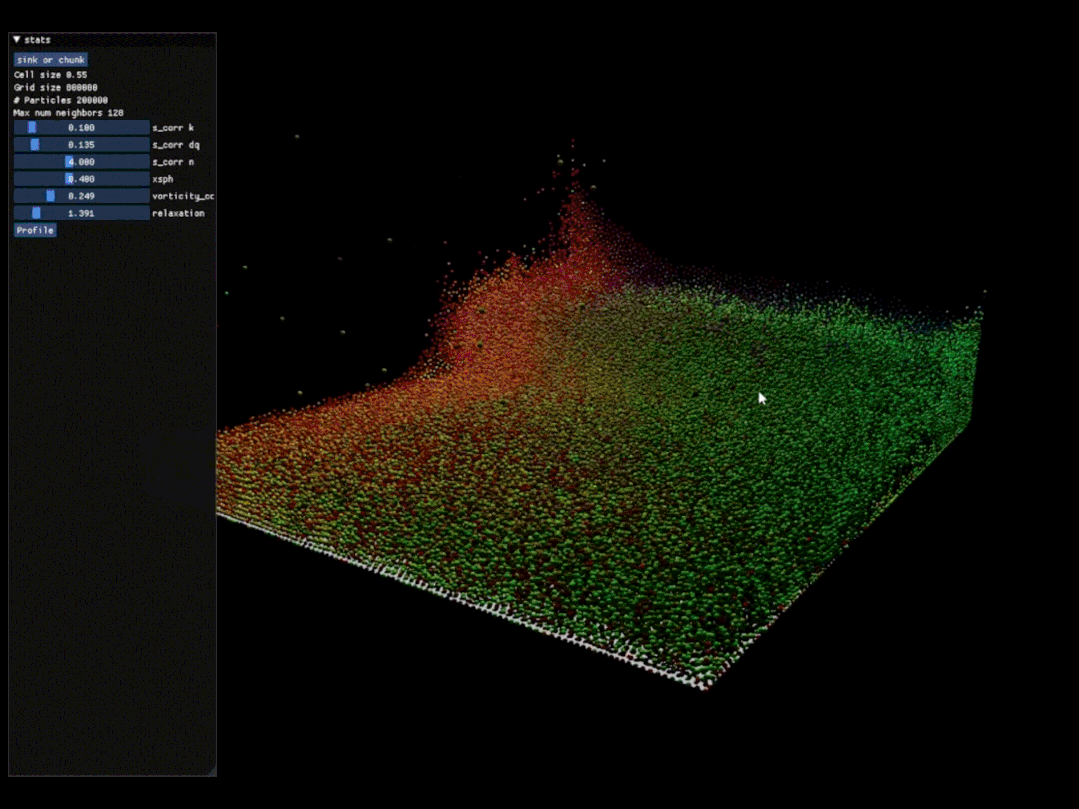 stats
sink or chunk
Cell size 0.55
Grid size 000000
# Particles 200000
Max num neighbors 128
0.100 s_corr k
0.135 s_corr dq
4.000 s_corr n
0.400 xsph
0.249 vorticity_cc
1.391 relaxation
Profile